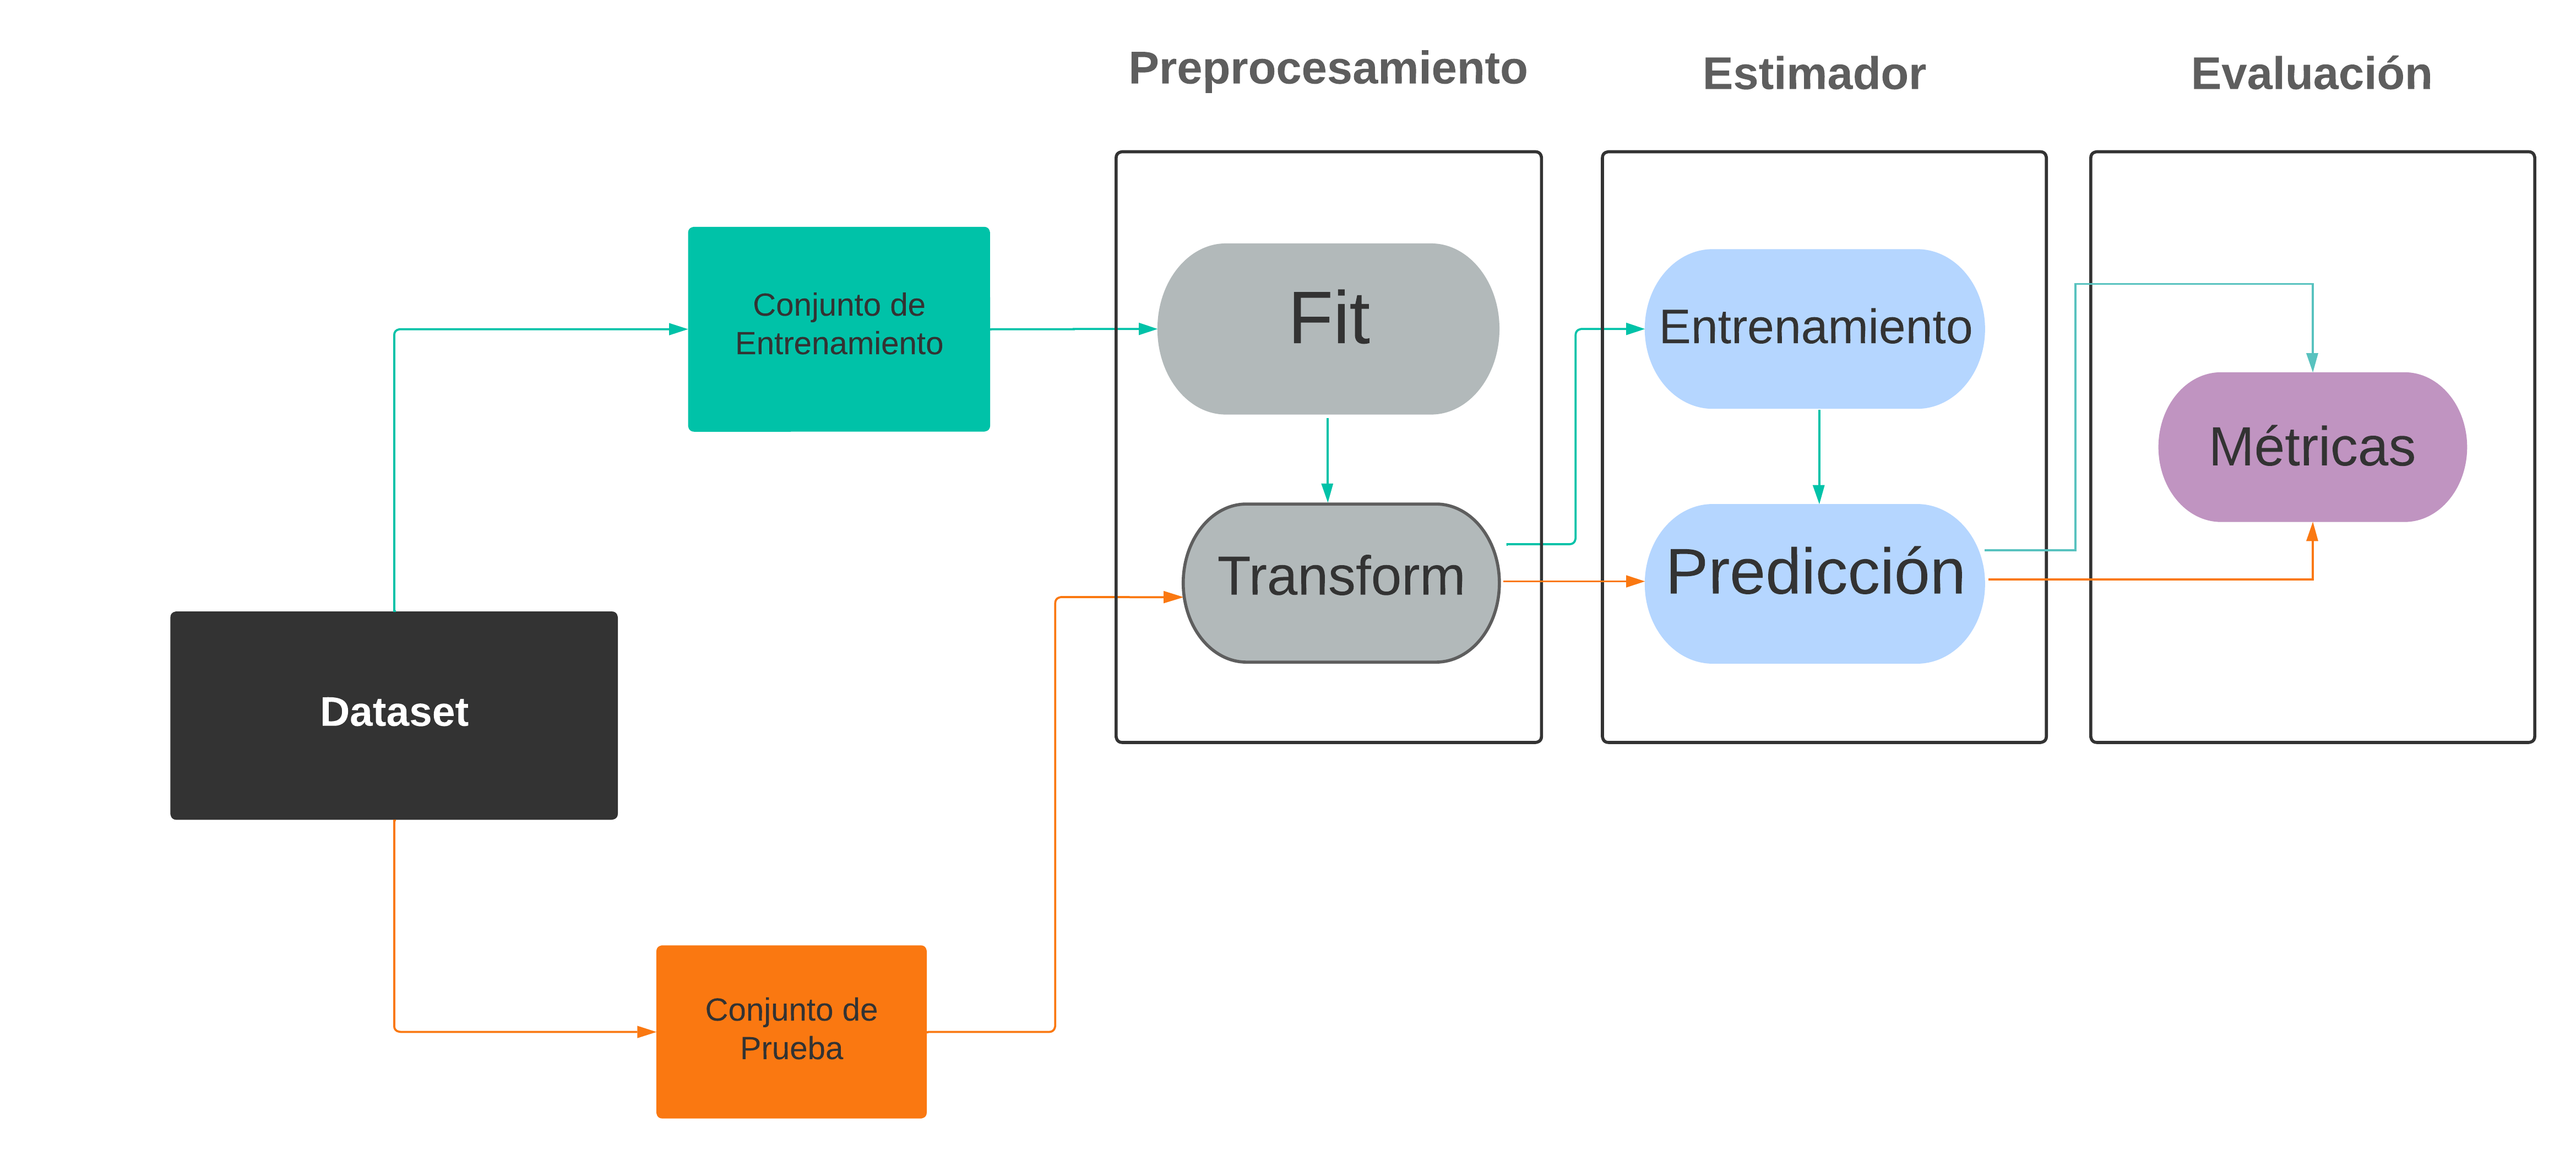 Preprocesamiento
Estimador
Evaluación
Conjunto de
Entrenamiento
Fit
Entrenamiento
Métricas
Transform
Predicción
Dataset
Conjunto de
Prueba